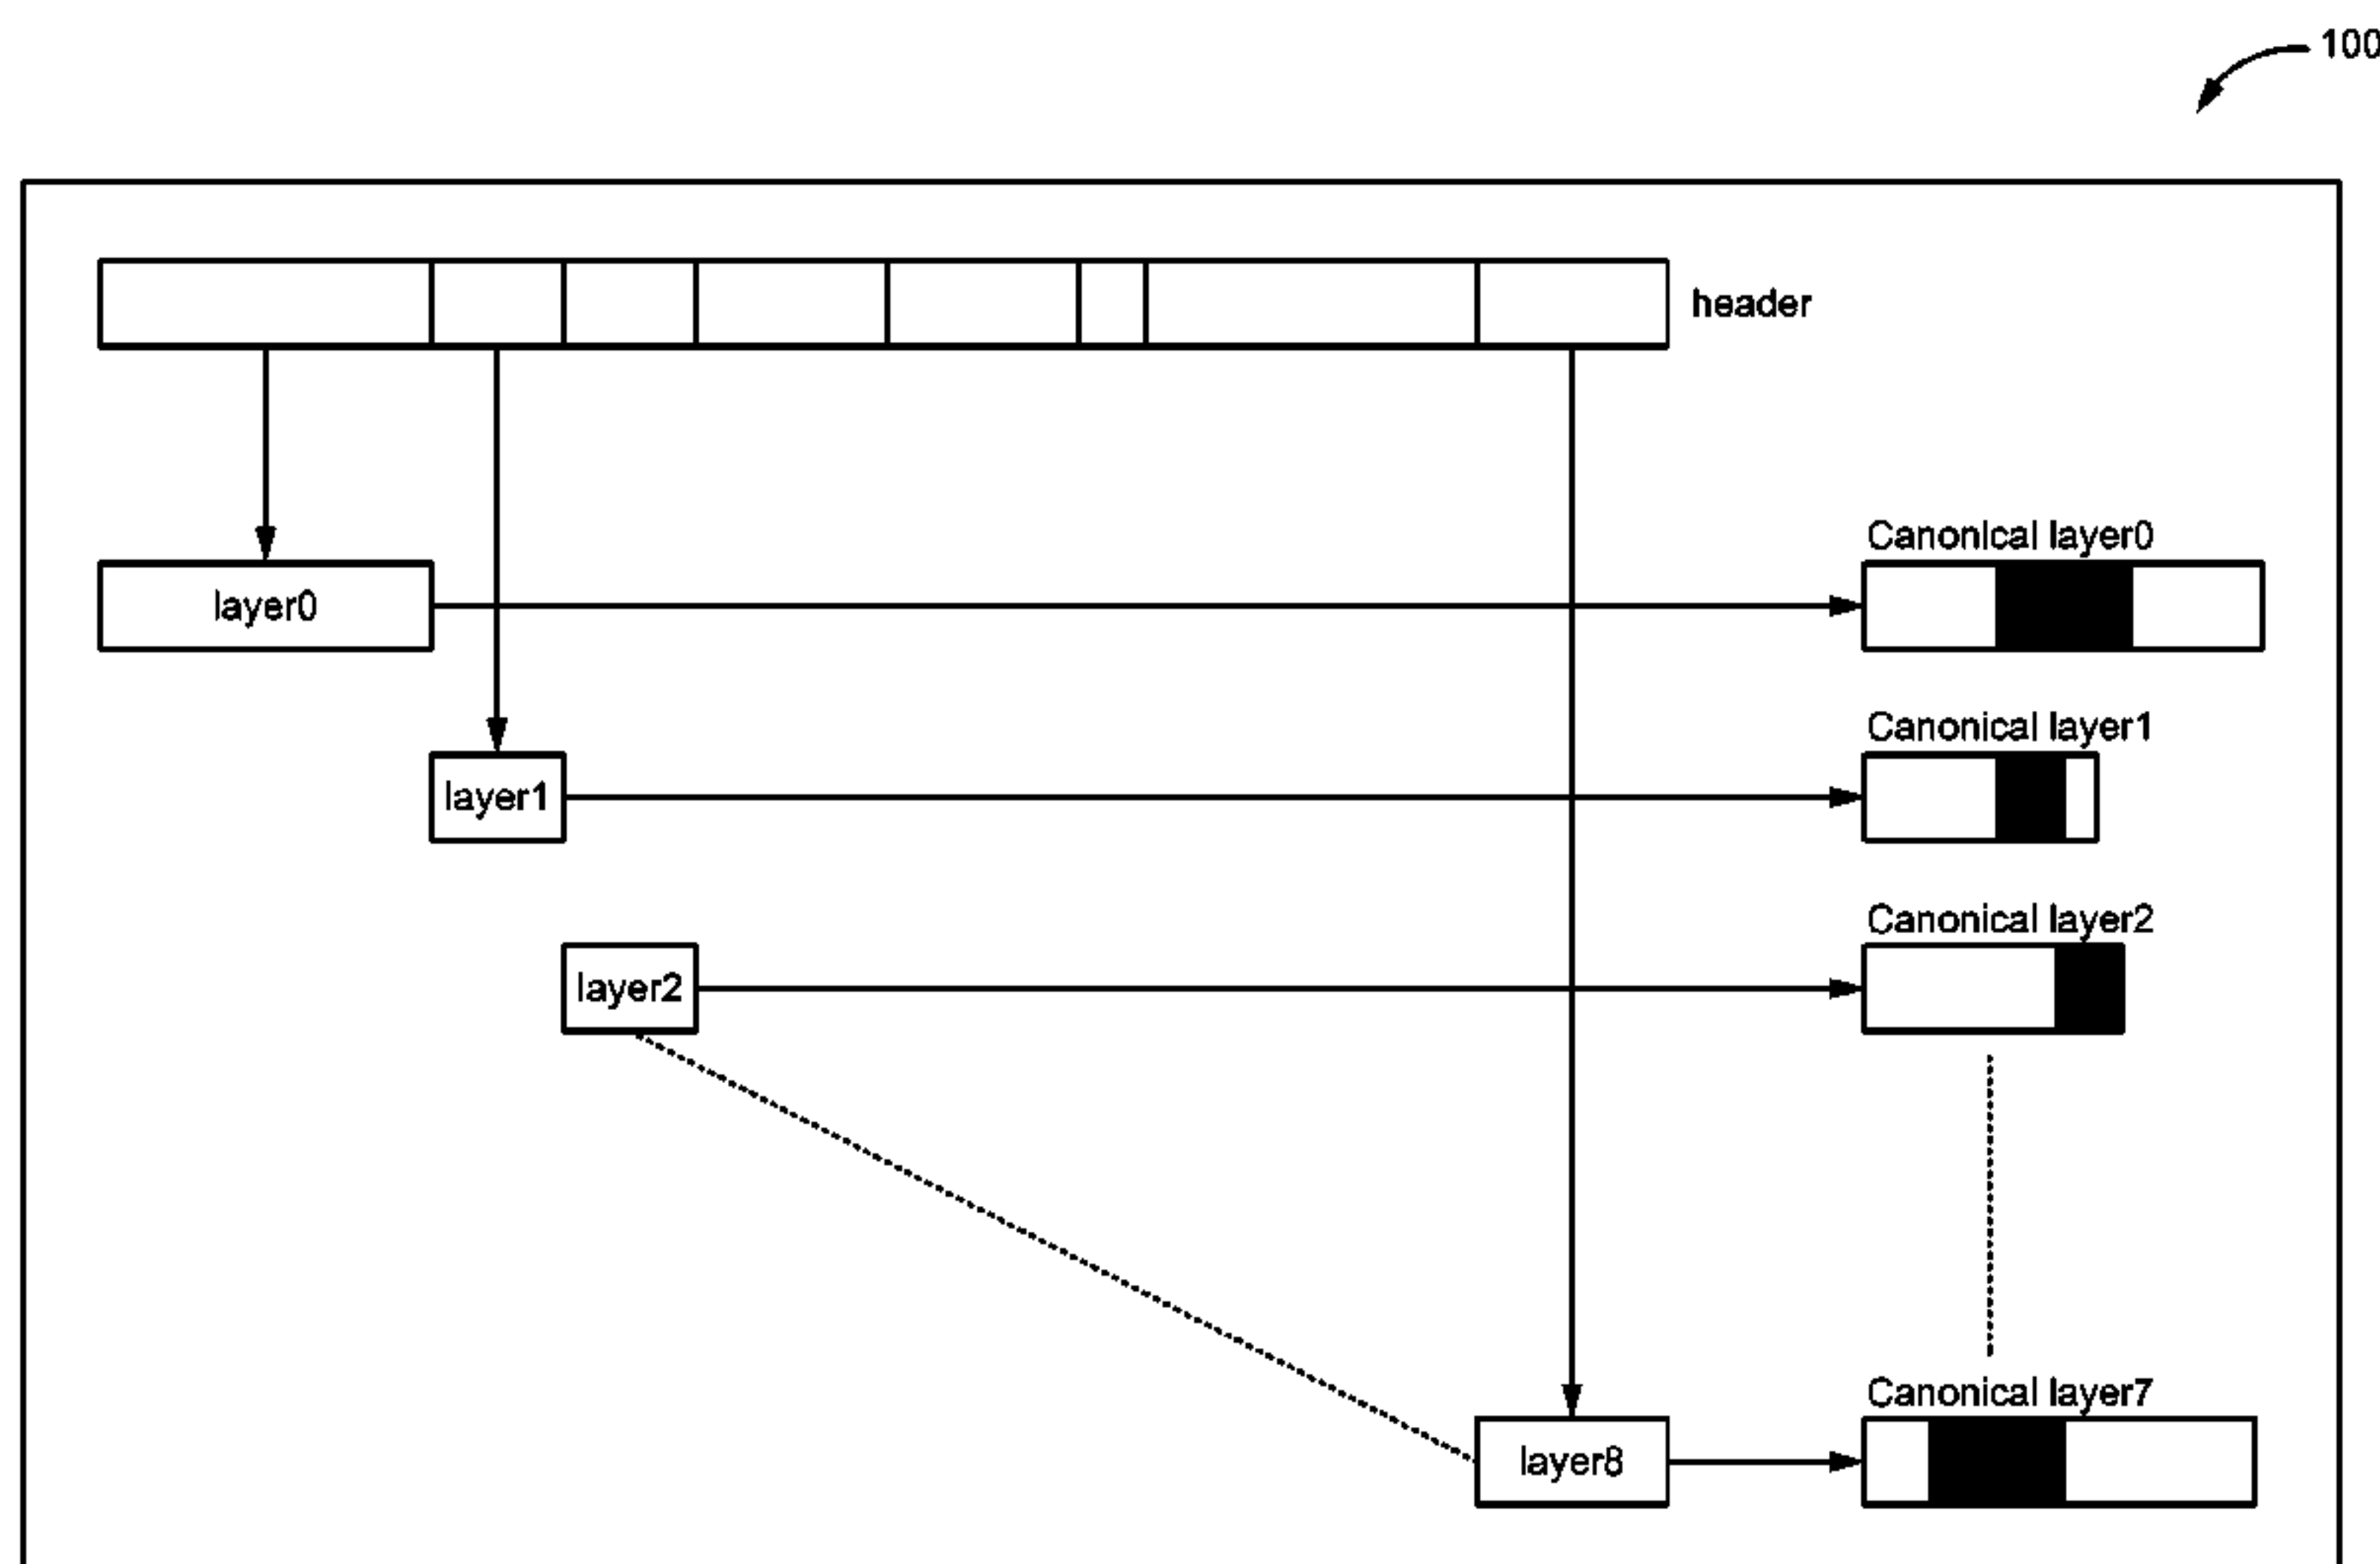 100
header
Canonical layer0
layer0
Canonical layer1
layer1
Canonical layer2
layer2
Canonical layer7
layer8